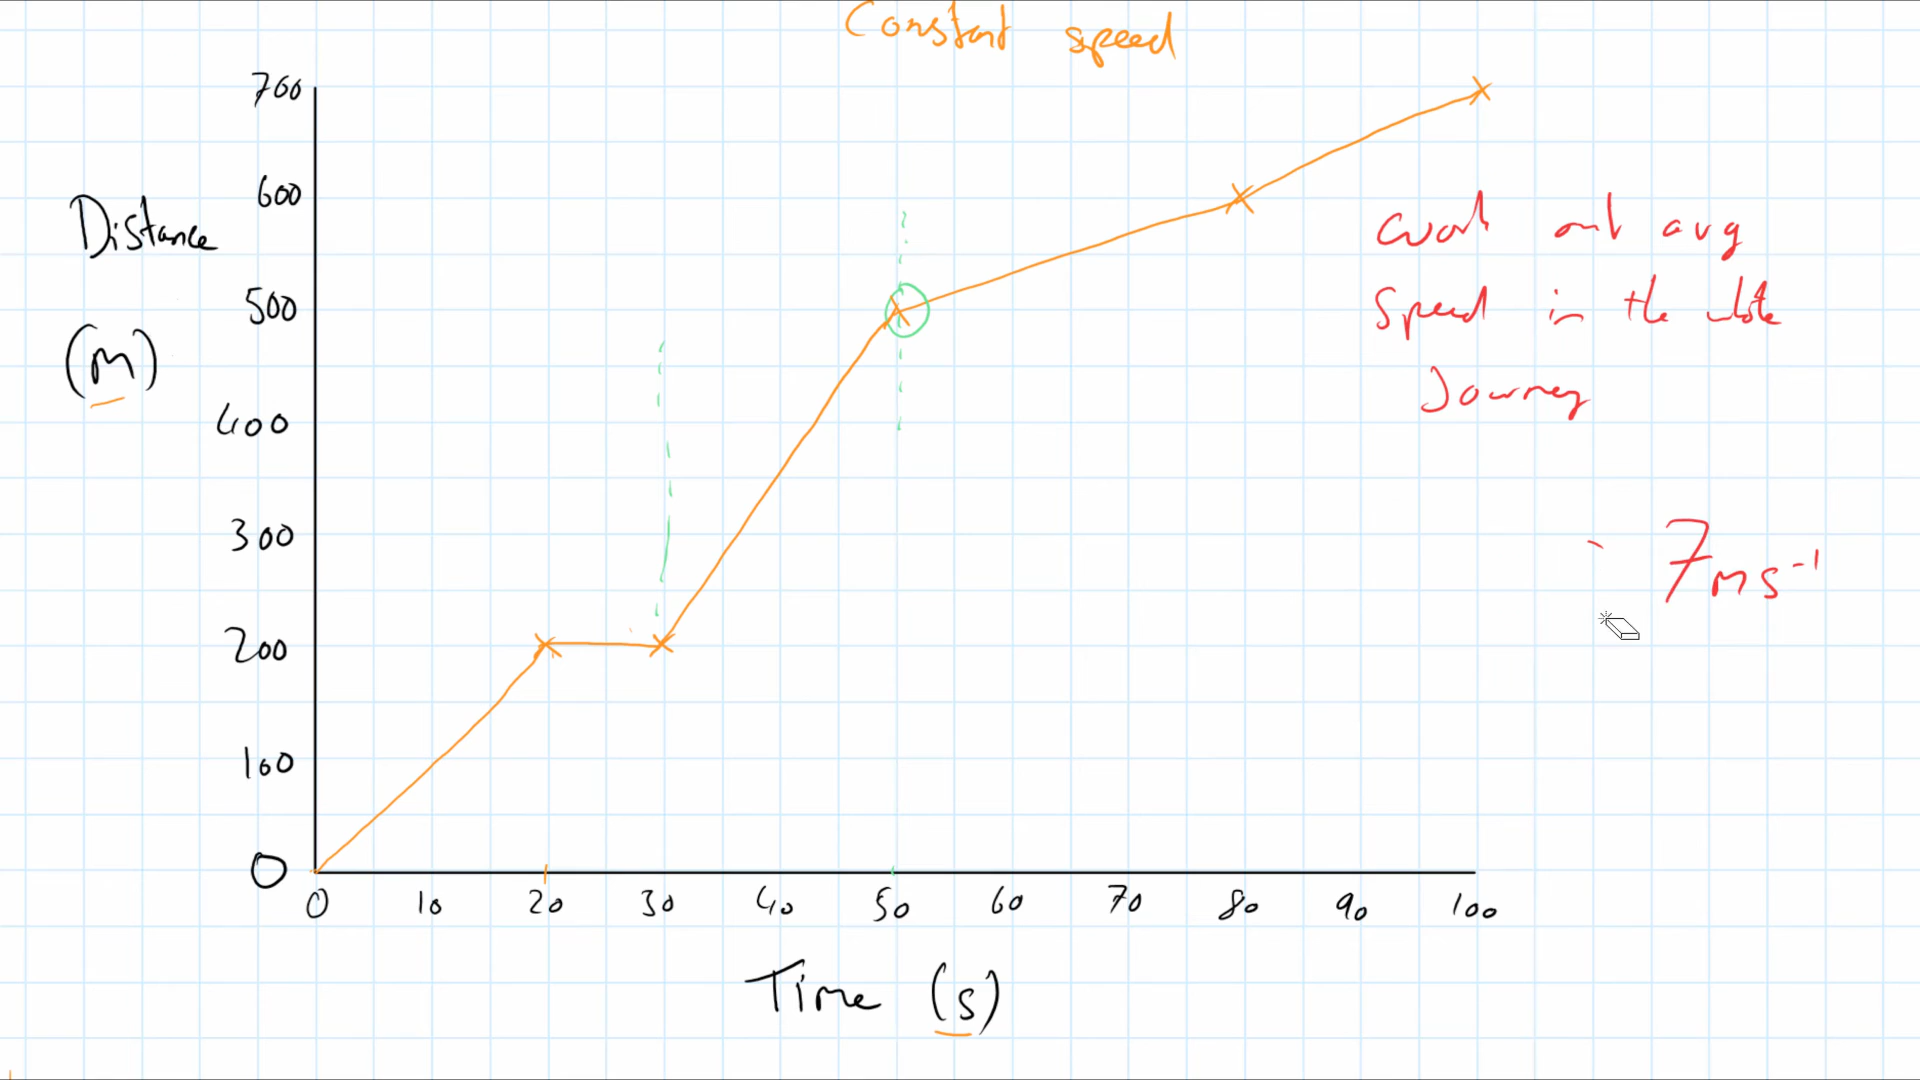 Constant speed
700
600
Distance
500
(m)
400
300
200
100
0
0 10 20 30 40 50 60 70 80 90 100
Time (s)
work out avg
speed in the whole
Journey
7ms⁻¹